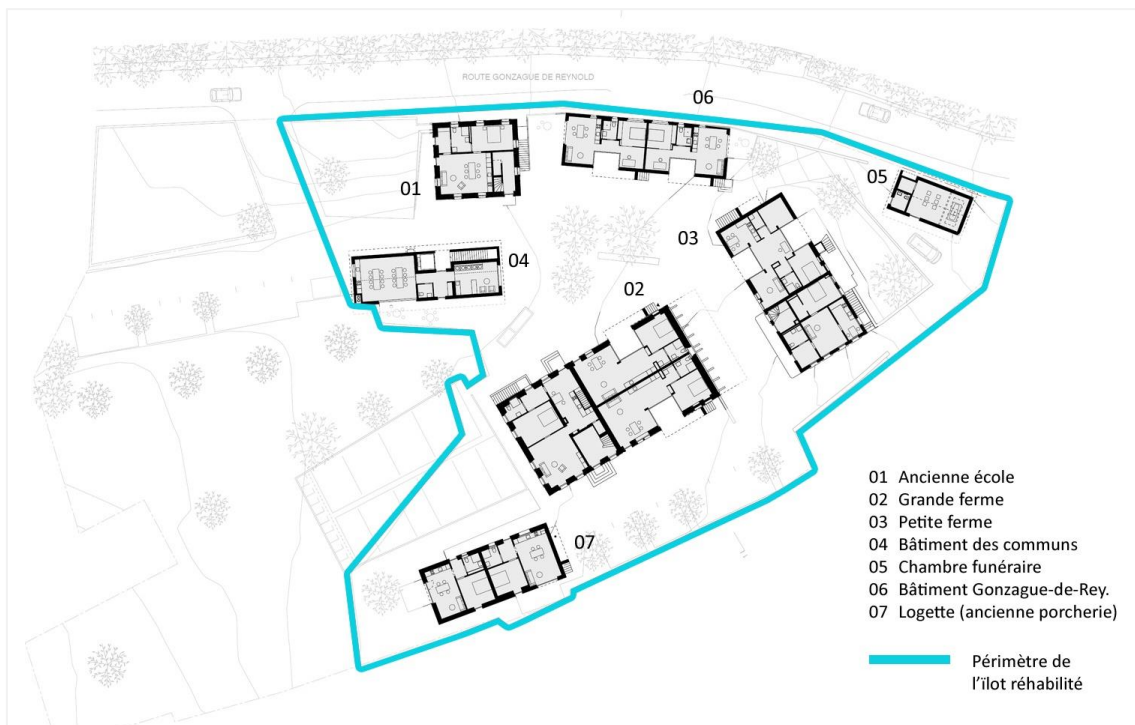 ROUTE GONZAGUE DE REYNOLD
06
01
05
03
04
02
07
01 Ancienne école
02 Grande ferme
03 Petite ferme
04 Bâtiment des communs
05 Chambre funéraire
06 Bâtiment Gonzague-de-Rey.
07 Logette (ancienne porcherie)
Périmètre de
l’ïlot réhabilité